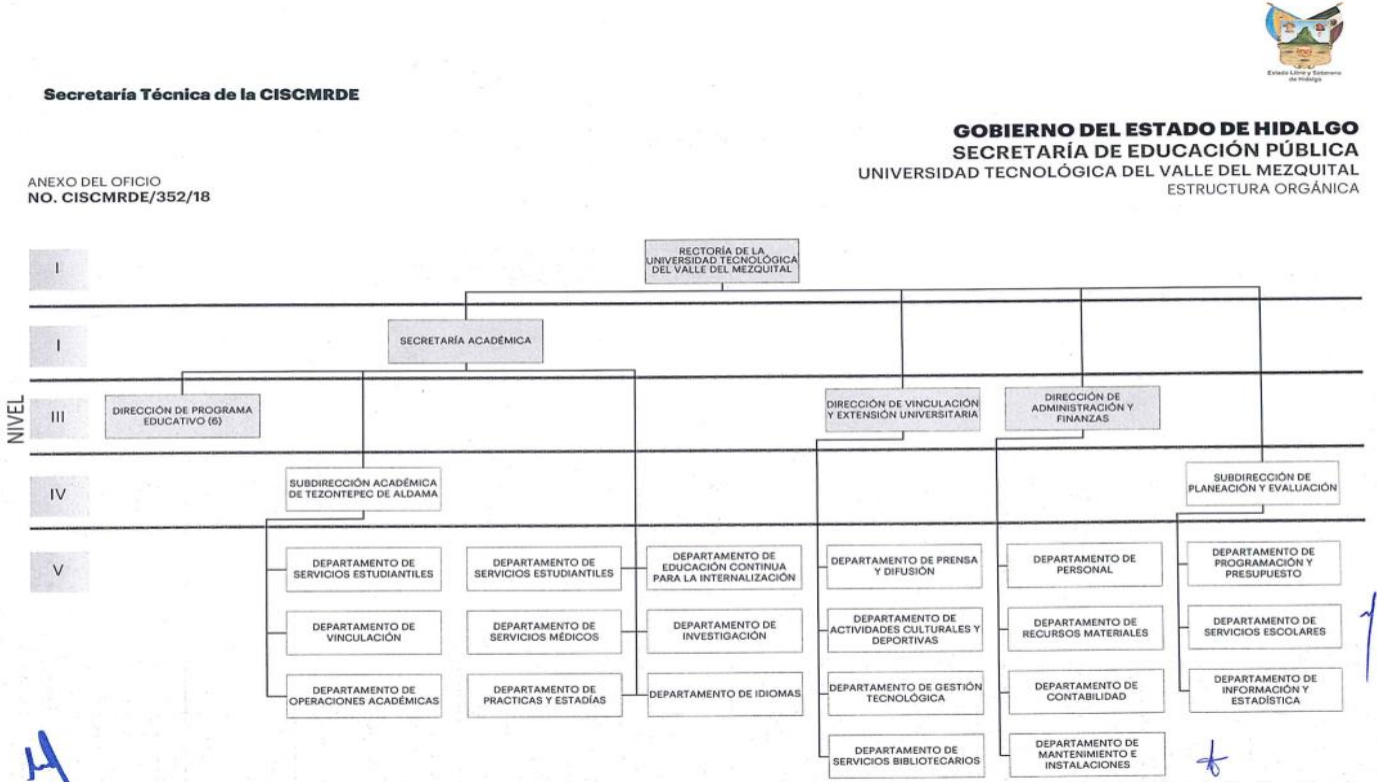 Estado Libre y Soberano
de Hidalgo
Secretaría Técnica de la CISCMRDE
GOBIERNO DEL ESTADO DE HIDALGO
SECRETARÍA DE EDUCACIÓN PÚBLICA
UNIVERSIDAD TECNOLÓGICA DEL VALLE DEL MEZQUITAL
ESTRUCTURA ORGÁNICA
ANEXO DEL OFICIO
NO. CISCMRDE/352/18
NIVEL
I
RECTORÍA DE LA
UNIVERSIDAD TECNOLÓGICA
DEL VALLE DEL MEZQUITAL
I
SECRETARÍA ACADÉMICA
III
DIRECCIÓN DE PROGRAMA
EDUCATIVO (6)
DIRECCIÓN DE VINCULACIÓN
Y EXTENSIÓN UNIVERSITARIA
DIRECCIÓN DE
ADMINISTRACIÓN Y
FINANZAS
IV
SUBDIRECCIÓN ACADÉMICA
DE TEZONTEPEC DE ALDAMA
SUBDIRECCIÓN DE
PLANEACIÓN Y EVALUACIÓN
V
DEPARTAMENTO DE
SERVICIOS ESTUDIANTILES
DEPARTAMENTO DE
SERVICIOS ESTUDIANTILES
DEPARTAMENTO DE
EDUCACIÓN CONTINUA
PARA LA INTERNALIZACIÓN
DEPARTAMENTO DE PRENSA
Y DIFUSIÓN
DEPARTAMENTO DE
PERSONAL
DEPARTAMENTO DE
PROGRAMACIÓN Y
PRESUPUESTO
DEPARTAMENTO DE
VINCULACIÓN
DEPARTAMENTO DE
SERVICIOS MÉDICOS
DEPARTAMENTO DE
INVESTIGACIÓN
DEPARTAMENTO DE
ACTIVIDADES CULTURALES Y
DEPORTIVAS
DEPARTAMENTO DE
RECURSOS MATERIALES
DEPARTAMENTO DE
SERVICIOS ESCOLARES
DEPARTAMENTO DE
OPERACIONES ACADÉMICAS
DEPARTAMENTO DE
PRACTICAS Y ESTADÍAS
DEPARTAMENTO DE IDIOMAS
DEPARTAMENTO DE GESTIÓN
TECNOLÓGICA
DEPARTAMENTO DE
CONTABILIDAD
DEPARTAMENTO DE
INFORMACIÓN Y
ESTADÍSTICA
DEPARTAMENTO DE
SERVICIOS BIBLIOTECARIOS
DEPARTAMENTO DE
MANTENIMIENTO E
INSTALACIONES